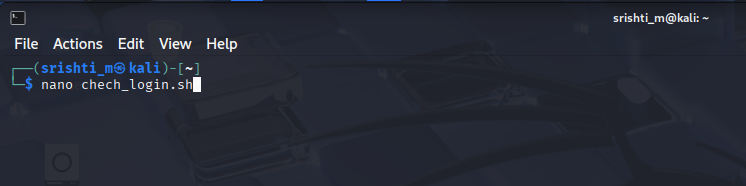 srishti_m@kali: ~
File Actions Edit View Help
┌──(srishti_m㉿kali)-[~]
└─$ nano chech_login.sh